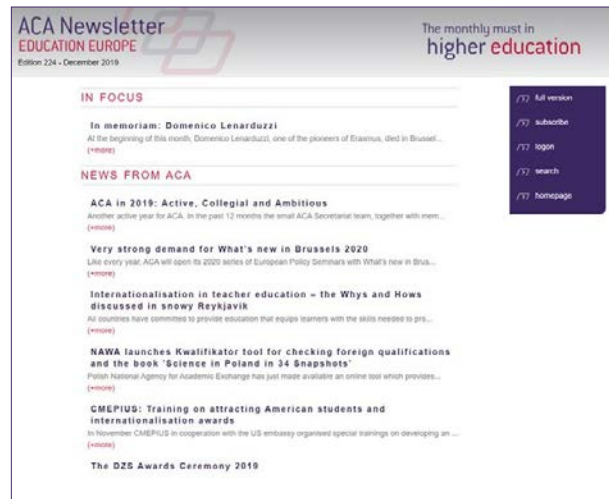 ACA Newsletter
EDUCATION EUROPE
Edition 224 - December 2019
The monthly must in
higher education
IN FOCUS
In memoriam: Domenico Lenarduzzi
At the beginning of this month, Domenico Lenarduzzi, one of the pioneers of Erasmus, died in Brussel...
(+more)
NEWS FROM ACA
ACA in 2019: Active, Collegial and Ambitious
Another active year for ACA. In the past 12 months the small ACA Secretariat team, together with mem...
(+more)
Very strong demand for What's new in Brussels 2020
Like every year, ACA will open its 2020 series of European Policy Seminars with What's new in Brus...
(+more)
Internationalisation in teacher education – the Whys and Hows
discussed in snowy Reykjavik
All countries have committed to provide education that equips learners with the skills needed to pro...
(+more)
NAWA launches Kwalifikator tool for checking foreign qualifications
and the book 'Science in Poland in 34 Snapshots'
Polish National Agency for Academic Exchange has just made available an online tool which provides...
(+more)
CMEPIUS: Training on attracting American students and
internationalisation awards
In November CMEPIUS in cooperation with the US embassy organised special trainings on developing an ...
(+more)
The DZS Awards Ceremony 2019
full version
subscribe
logon
search
homepage